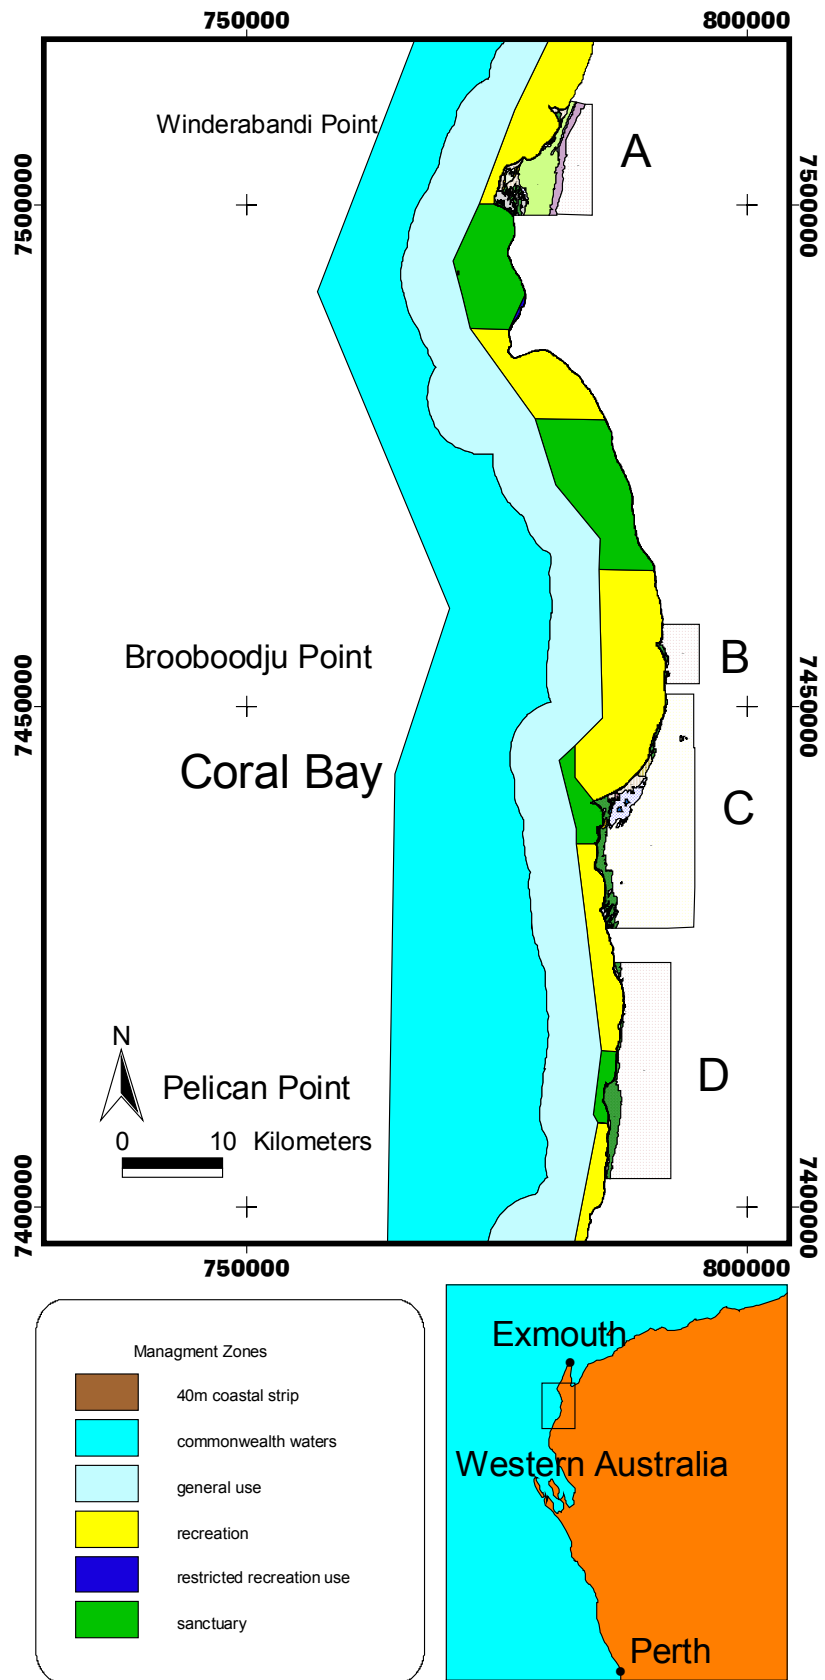 750000
800000
Winderabandi Point
A
7500000
7500000
Brooboodju Point
B
7450000
7450000
Coral Bay
C
N
Pelican Point
D
0 10 Kilometers
7400000
7400000
750000
800000
Managment Zones
40m coastal strip
commonwealth waters
general use
recreation
restricted recreation use
sanctuary
Exmouth
Western Australia
Perth